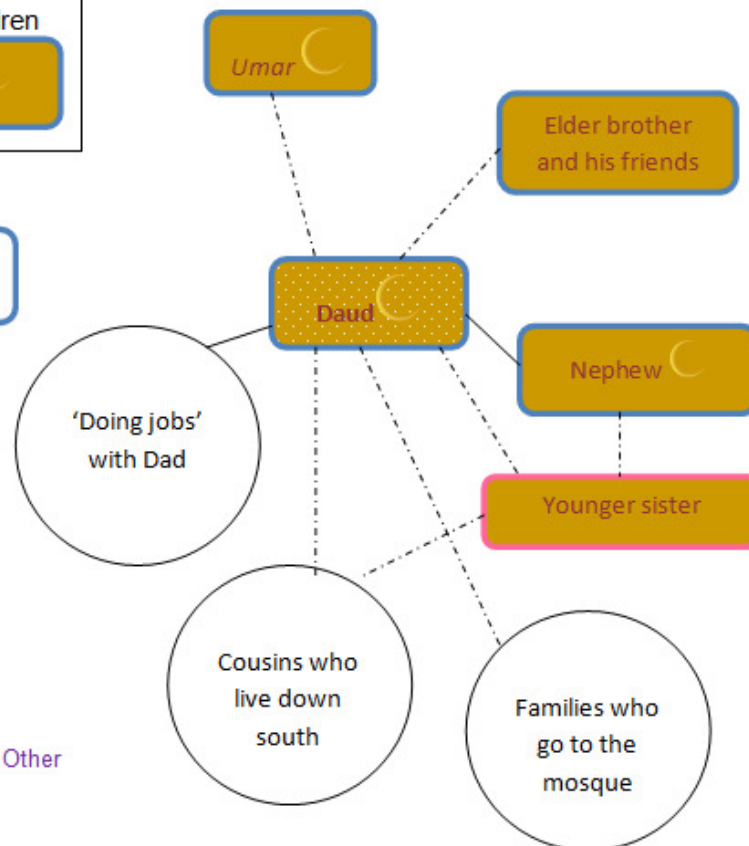 Umar
Elder brother
and his friends
Daud
Nephew
‘Doing jobs’
with Dad
Younger sister
Cousins who
live down
south
Families who
go to the
mosque
Other